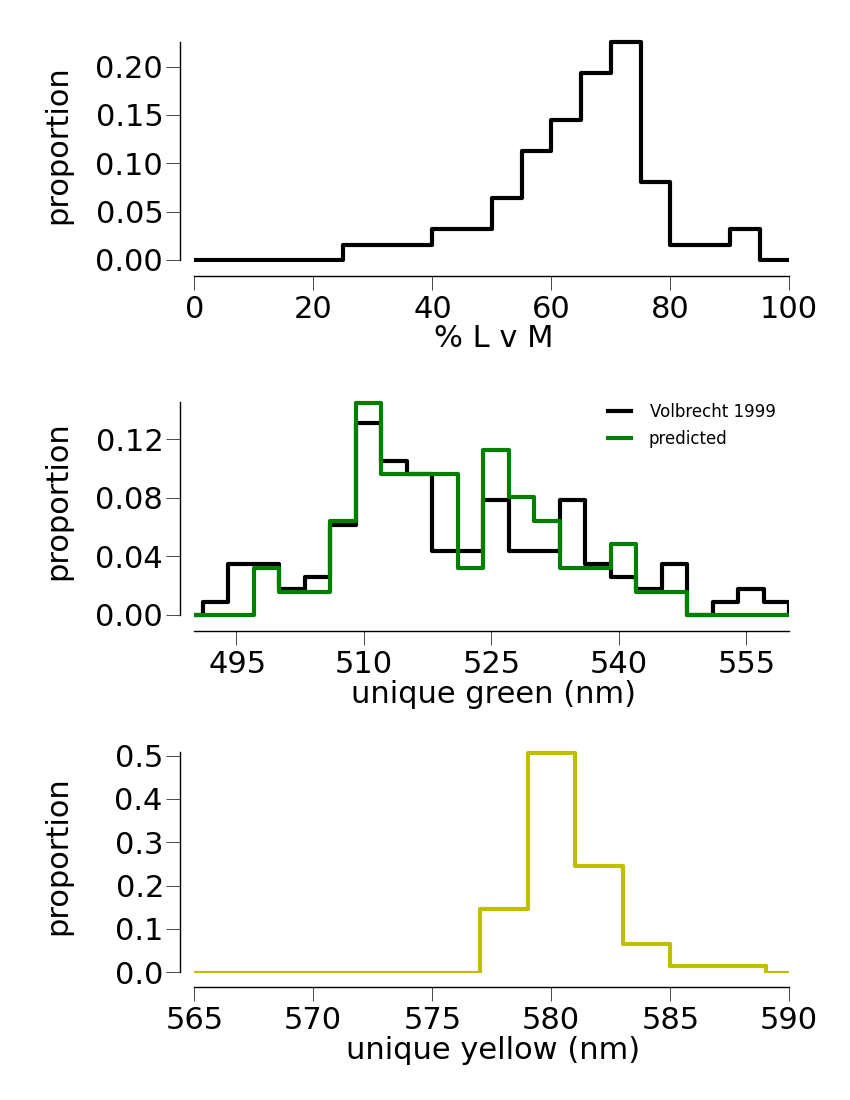 proportion
0.20
0.15
0.10
0.05
0.00
0 20 40 60 80 100
% L v M
proportion
0.12
0.08
0.04
0.00
Volbrecht 1999
predicted
495 510 525 540 555
unique green (nm)
proportion
0.5
0.4
0.3
0.2
0.1
0.0
565 570 575 580 585 590
unique yellow (nm)